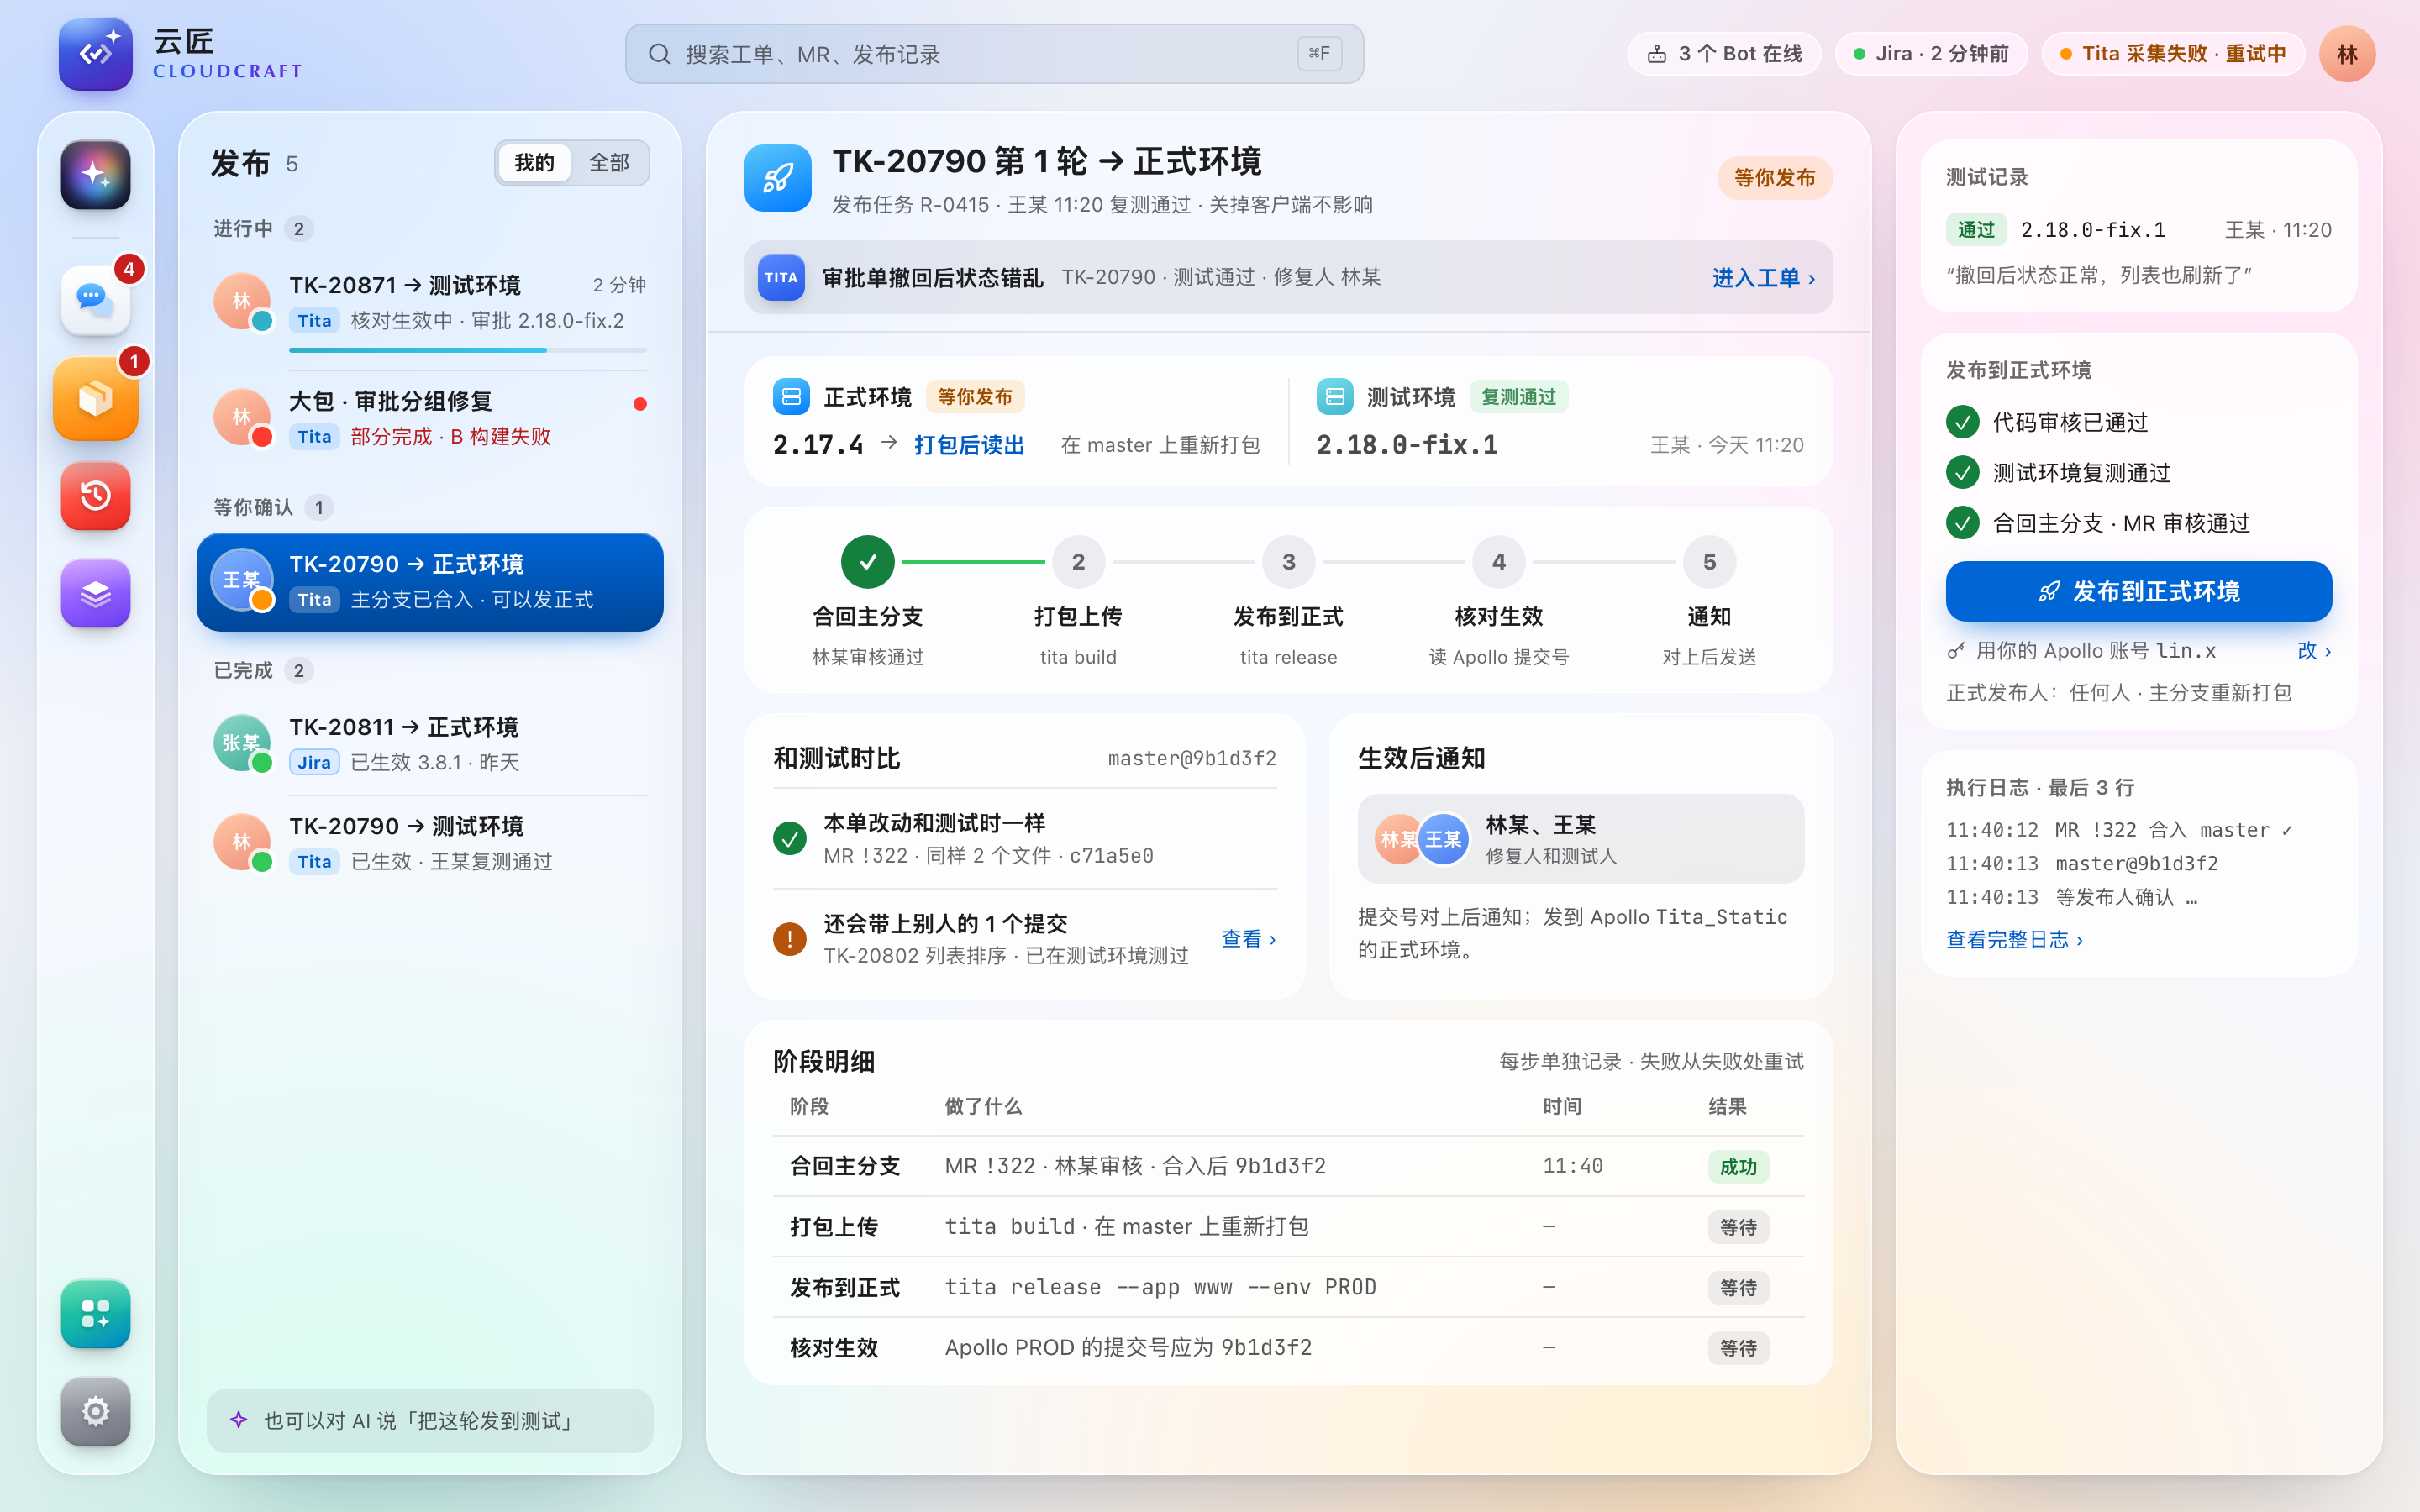 云匠
CLOUDCRAFT
搜索工单、MR、发布记录
⌘F
3 个 Bot 在线
Jira · 2 分钟前
Tita 采集失败 · 重试中
林
4
1
发布 5
我的
全部
进行中 2
林
TK-20871 → 测试环境
2 分钟
Tita 核对生效中 · 审批 2.18.0-fix.2
林
大包 · 审批分组修复
Tita 部分完成 · B 构建失败
等你确认 1
王某
TK-20790 → 正式环境
Tita 主分支已合入 · 可以发正式
已完成 2
张某
TK-20811 → 正式环境
Jira 已生效 3.8.1 · 昨天
林
TK-20790 → 测试环境
Tita 已生效 · 王某复测通过
也可以对 AI 说「把这轮发到测试」
TK-20790 第 1 轮 → 正式环境
发布任务 R-0415 · 王某 11:20 复测通过 · 关掉客户端不影响
等你发布
TITA 审批单撤回后状态错乱 TK-20790 · 测试通过 · 修复人 林某
进入工单 ›
正式环境 等你发布
2.17.4 → 打包后读出 在 master 上重新打包
测试环境 复测通过
2.18.0-fix.1 王某 · 今天 11:20
2 3 4 5
合回主分支 打包上传 发布到正式 核对生效 通知
林某审核通过 tita build tita release 读 Apollo 提交号 对上后发送
和测试时比 master@9b1d3f2
本单改动和测试时一样
MR !322 · 同样 2 个文件 · c71a5e0
还会带上别人的 1 个提交
TK-20802 列表排序 · 已在测试环境测过
查看 ›
生效后通知
林某 王某
林某、王某
修复人和测试人
提交号对上后通知；发到 Apollo Tita_Static
的正式环境。
阶段明细 每步单独记录 · 失败从失败处重试
阶段 做了什么 时间 结果
合回主分支 MR !322 · 林某审核 · 合入后 9b1d3f2 11:40 成功
打包上传 tita build · 在 master 上重新打包 — 等待
发布到正式 tita release --app www --env PROD — 等待
核对生效 Apollo PROD 的提交号应为 9b1d3f2 — 等待
测试记录
通过 2.18.0-fix.1 王某 · 11:20
“撤回后状态正常，列表也刷新了”
发布到正式环境
代码审核已通过
测试环境复测通过
合回主分支 · MR 审核通过
发布到正式环境
用你的 Apollo 账号 lin.x 改 ›
正式发布人：任何人 · 主分支重新打包
执行日志 · 最后 3 行
11:40:12 MR !322 合入 master ✓
11:40:13 master@9b1d3f2
11:40:13 等发布人确认 …
查看完整日志 ›